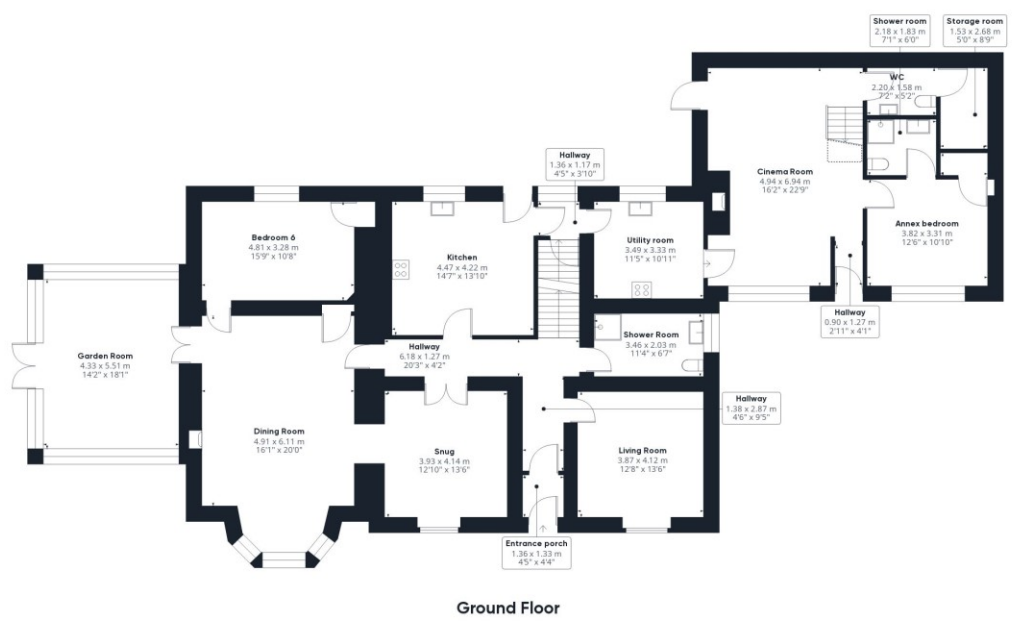 Shower room
2.18 x 1.83 m
7'1" x 6'0"
Storage room
1.53 x 2.68 m
5'0" x 8'9"
WC
2.20 x 1.58 m
7'2" x 5'2"
Hallway
1.36 x 1.17 m
4'5" x 3'10"
Cinema Room
4.94 x 6.94 m
16'2" x 22'9"
Annex bedroom
3.82 x 3.31 m
12'6" x 10'10"
Bedroom 6
4.81 x 3.28 m
15'9" x 10'8"
Kitchen
4.47 x 4.22 m
14'7" x 13'10"
Utility room
3.49 x 3.33 m
11'5" x 10'11"
Hallway
0.90 x 1.27 m
2'11" x 4'1"
Garden Room
4.33 x 5.51 m
14'2" x 18'1"
Hallway
6.18 x 1.27 m
20'3" x 4'2"
Shower Room
3.46 x 2.03 m
11'4" x 6'7"
Hallway
1.38 x 2.87 m
4'6" x 9'5"
Dining Room
4.91 x 6.11 m
16'1" x 20'0"
Snug
3.93 x 4.14 m
12'10" x 13'6"
Living Room
3.87 x 4.12 m
12'8" x 13'6"
Entrance porch
1.36 x 1.33 m
4'5" x 4'4"
Ground Floor